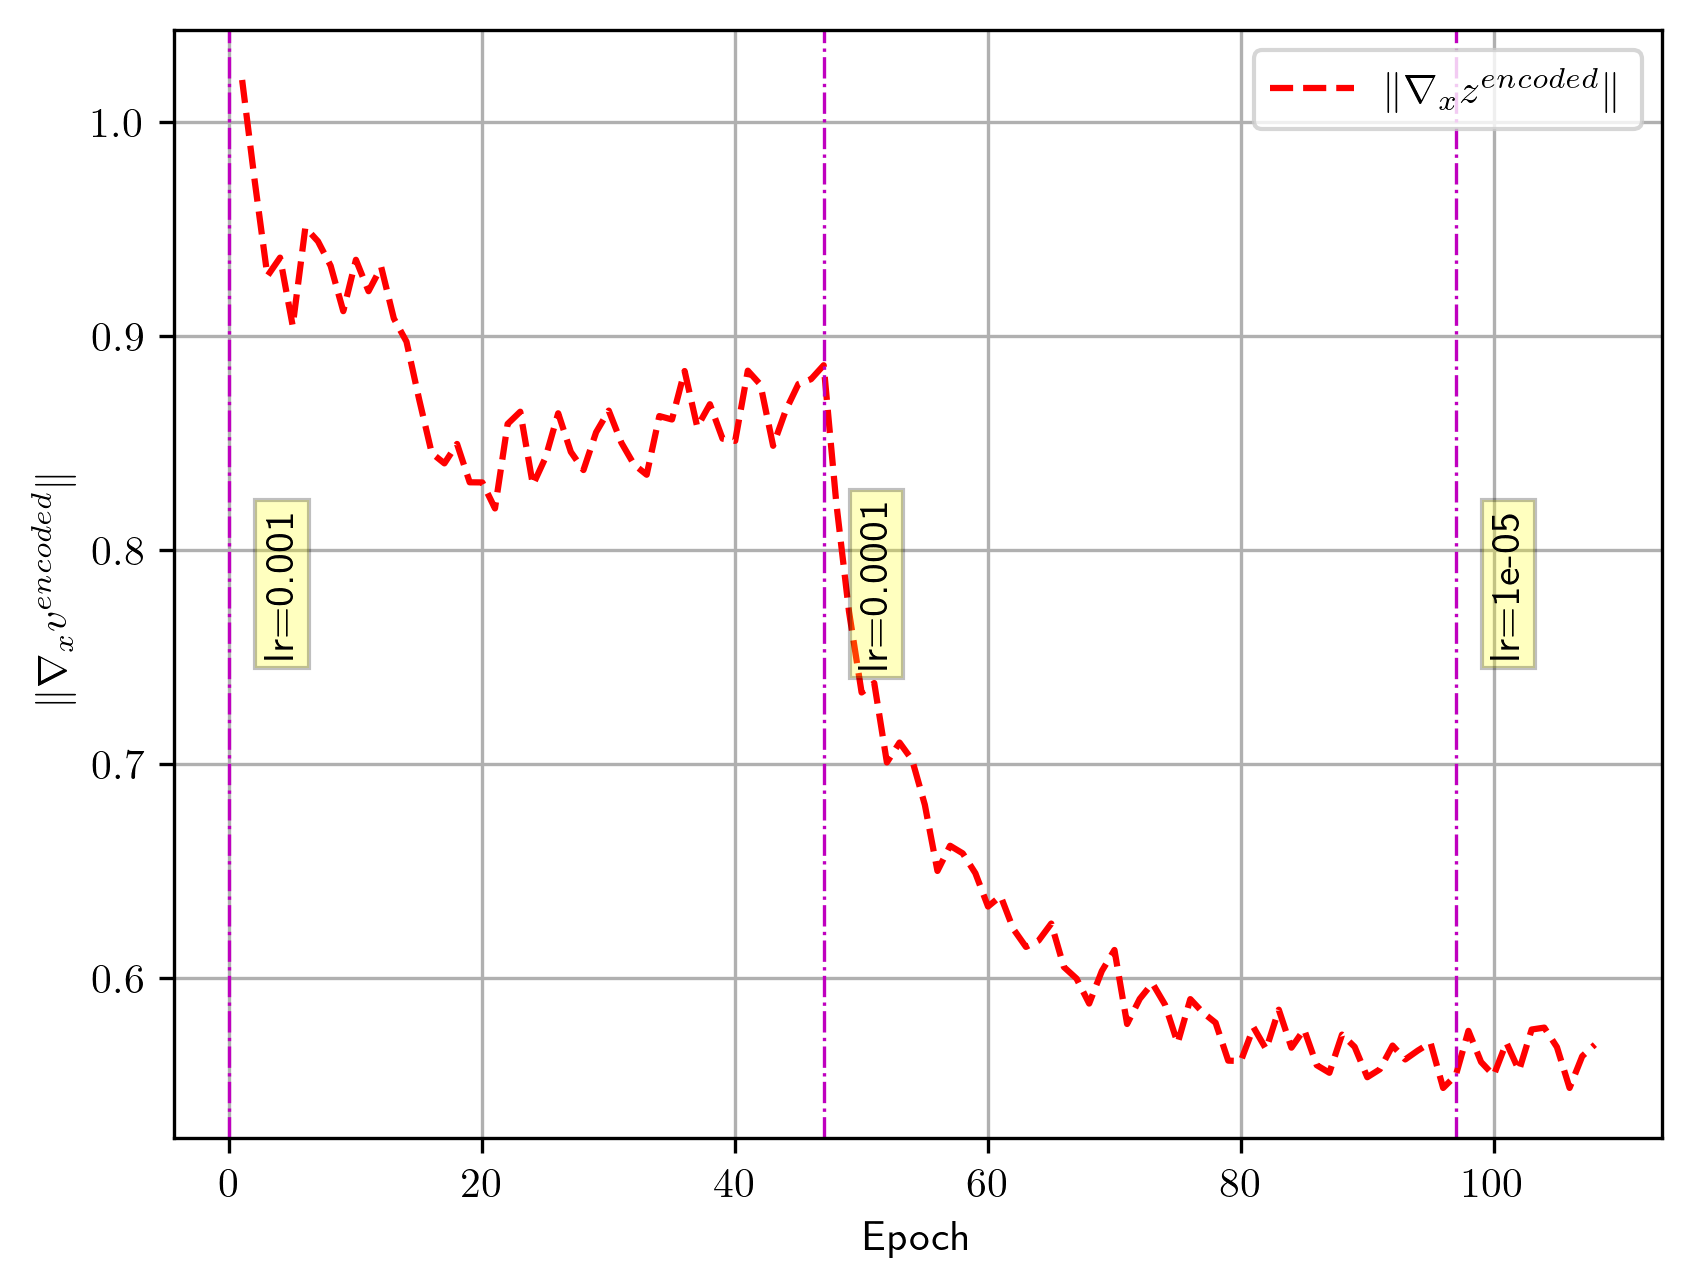 ‖∇ₓz^{encoded}‖
1.0
0.9
0.8
0.7
0.6
‖∇ₓv^{encoded}‖
lr=0.001
lr=0.0001
lr=1e-05
0 20 40 60 80 100
Epoch